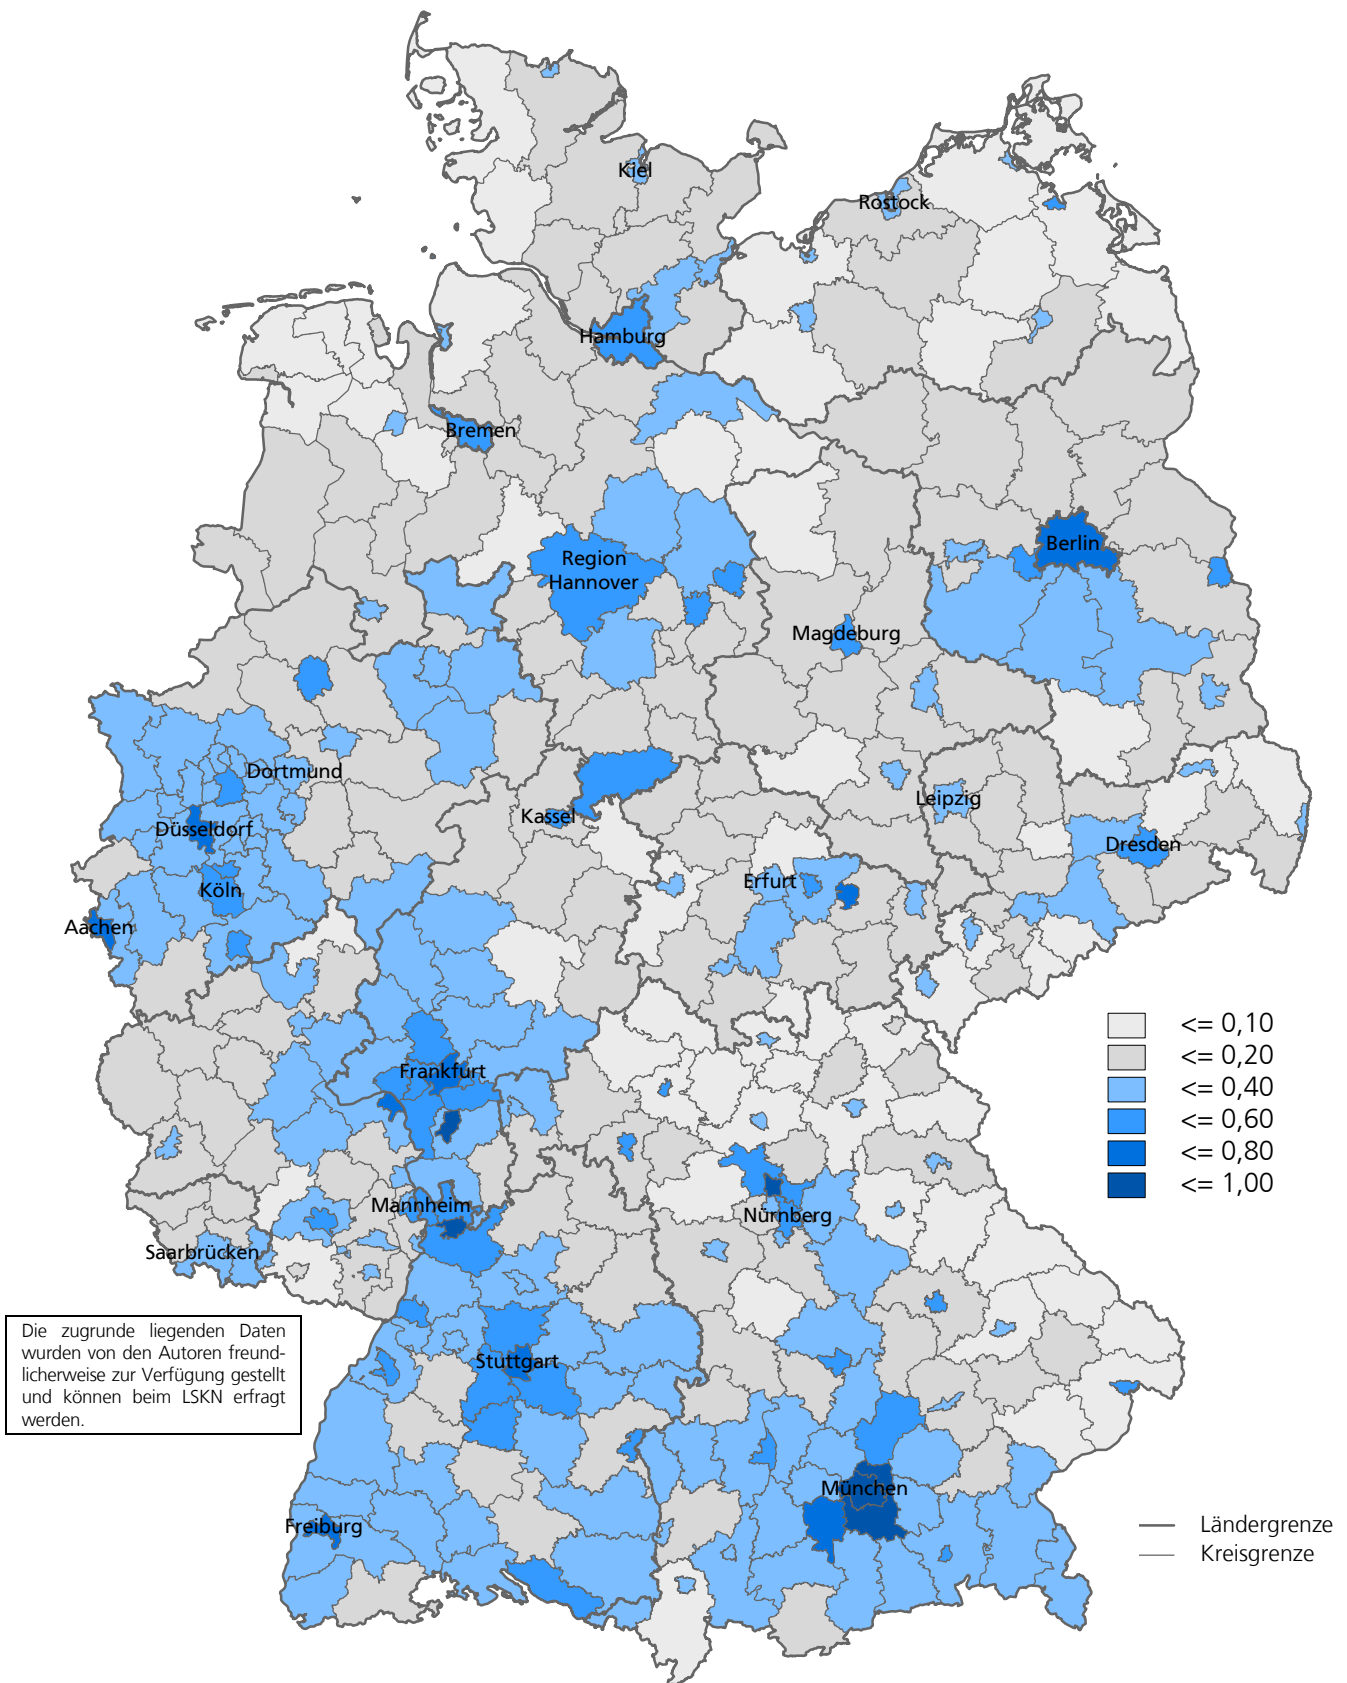 Kiel
Rostock
Hamburg
Bremen
Berlin
Region
Hannover
Magdeburg
Dortmund
Leipzig
Kassel
Düsseldorf
Dresden
Erfurt
Köln
Aachen
<= 0,10
<= 0,20
Frankfurt
<= 0,40
<= 0,60
<= 0,80
<= 1,00
Mannheim
Nürnberg
Saarbrücken
Die zugrunde liegenden Daten
wurden von den Autoren freund-
licherweise zur Verfügung gestellt
und können beim LSKN erfragt
werden.
Stuttgart
München
Freiburg
Ländergrenze
Kreisgrenze